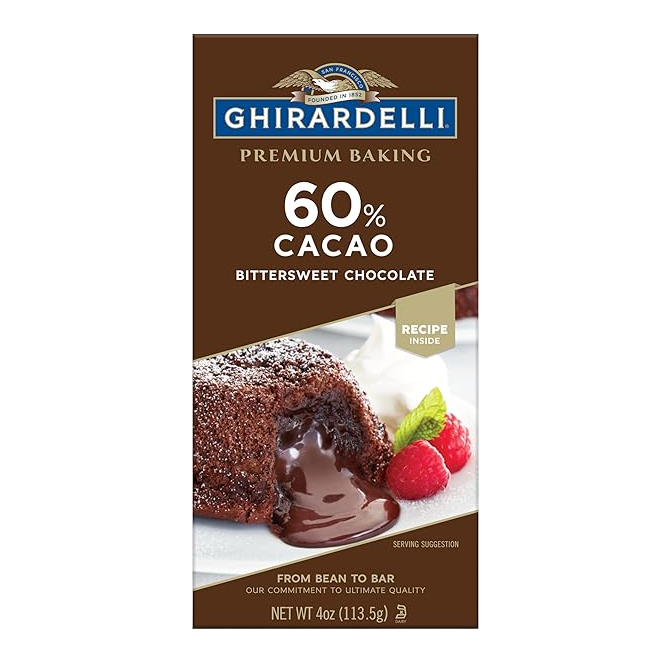 SAN FRANCISCO
FOUNDED IN 1852
GHIRARDELLI®
PREMIUM BAKING
60%
CACAO
BITTERSWEET CHOCOLATE
RECIPE
INSIDE
SERVING SUGGESTION
FROM BEAN TO BAR
OUR COMMITMENT TO ULTIMATE QUALITY
NET WT 4oz (113.5g)
D
DAIRY